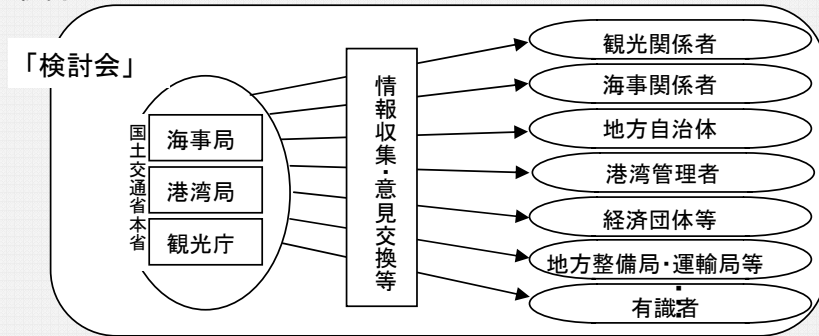 「検討会」
国土交通省本省
海事局
港湾局
観光庁
情報収集・意見交換等
観光関係者
海事関係者
地方自治体
港湾管理者
経済団体等
地方整備局・運輸局等
有識者